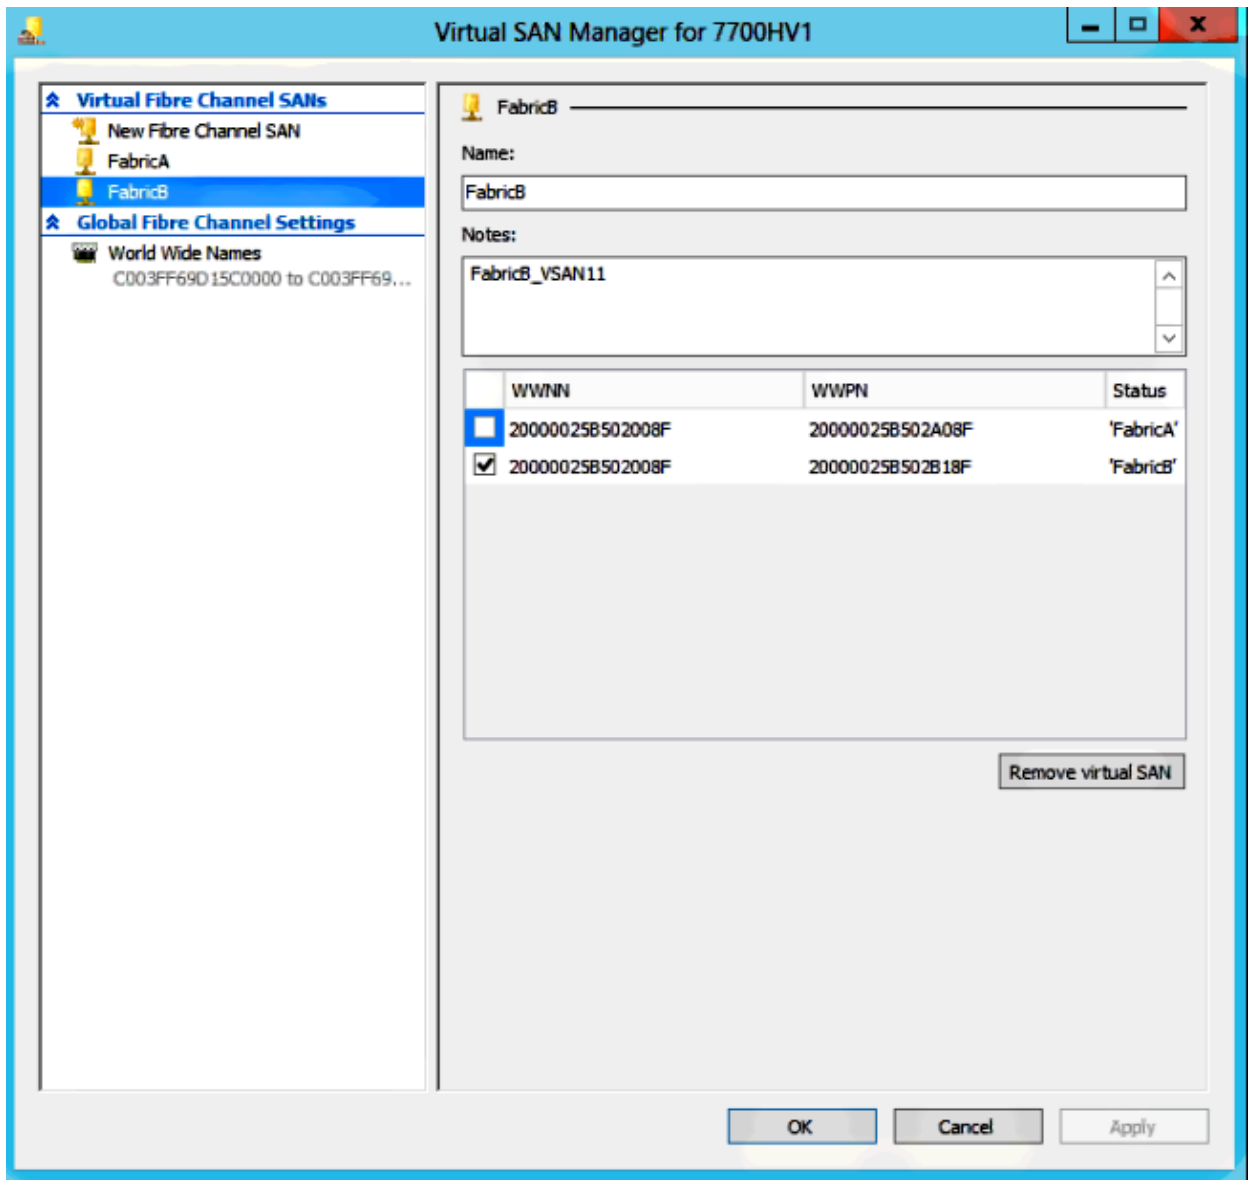 Virtual SAN Manager for 7700HV1
Virtual Fibre Channel SANs
New Fibre Channel SAN
FabricA
FabricB
Global Fibre Channel Settings
World Wide Names
C003FF69D15C0000 to C003FF69...
FabricB
Name:
FabricB
Notes:
FabricB_VSAN11
WWNN WWPN Status
20000025B502008F 20000025B502A08F 'FabricA'
20000025B502008F 20000025B502B18F 'FabricB'
Remove virtual SAN
OK Cancel Apply